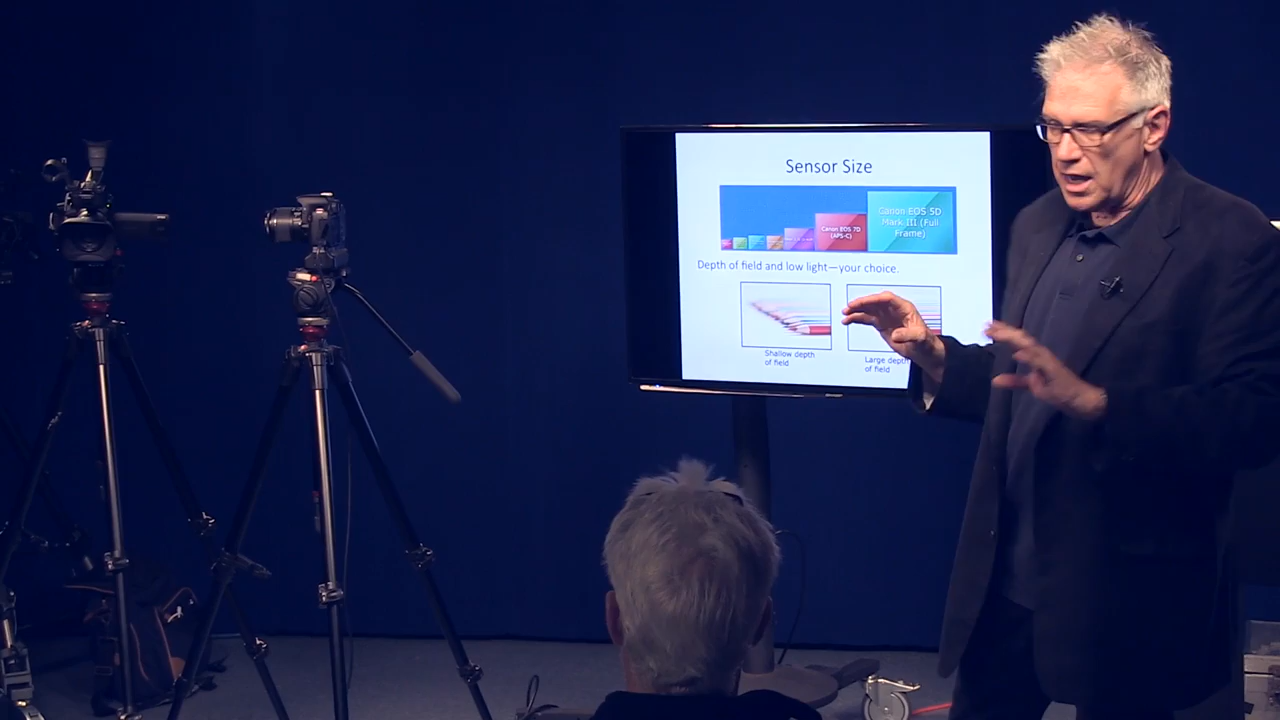 Sensor Size
Canon EOS 7D
(APS-C)
Canon EOS 5D
Mark III (Full
Frame)
Depth of field and low light—your choice.
Shallow depth
of field
Large depth
of field